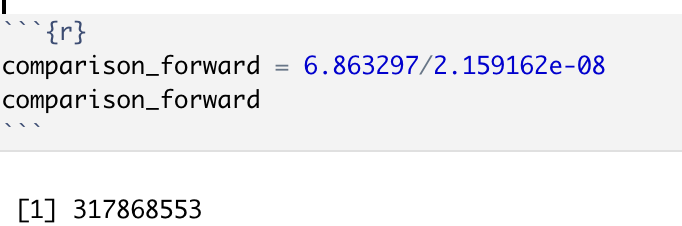 ```{r}
comparison_forward = 6.863297/2.159162e-08
comparison_forward
```
[1] 317868553